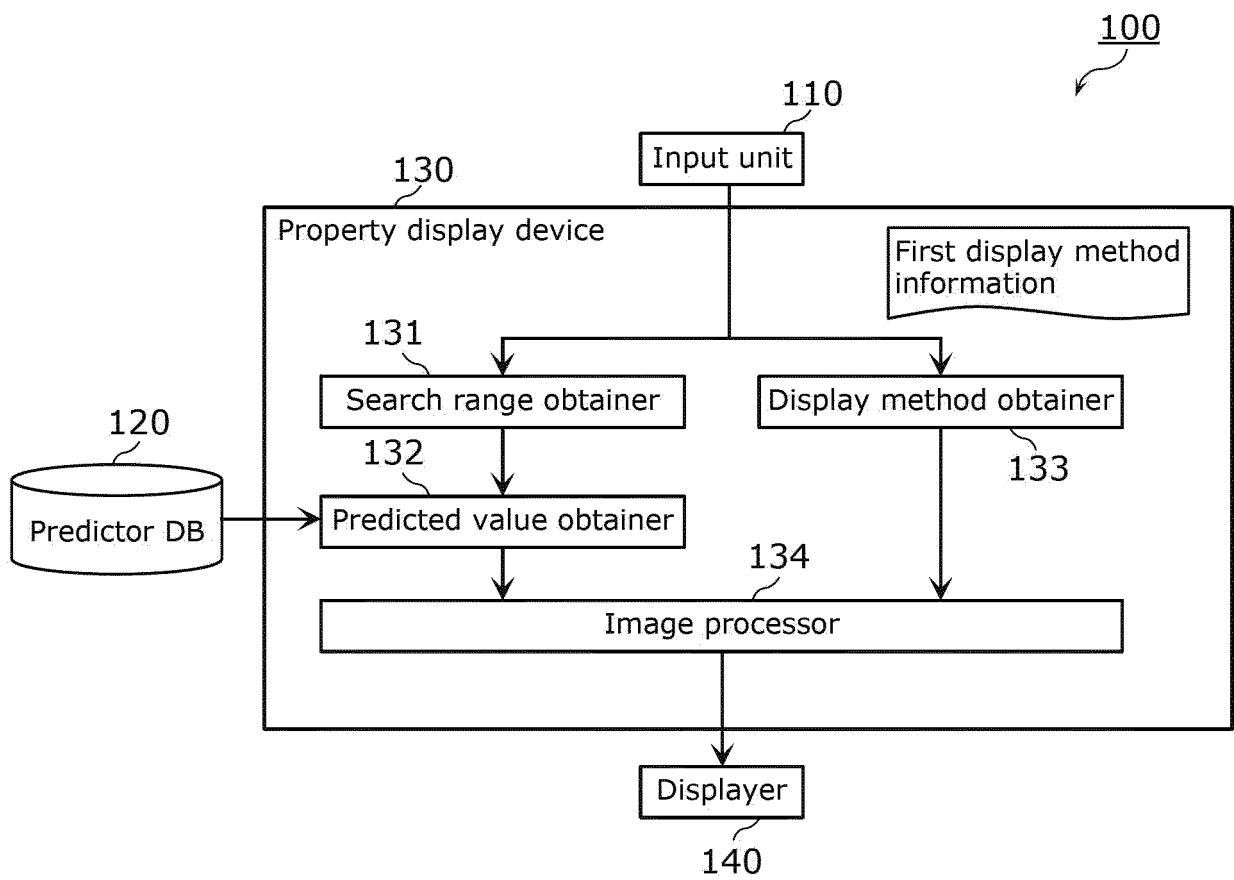 100
110
Input unit
130
Property display device
First display method
information
131
Search range obtainer
Display method obtainer
133
120
Predictor DB
132
Predicted value obtainer
134
Image processor
Displayer
140